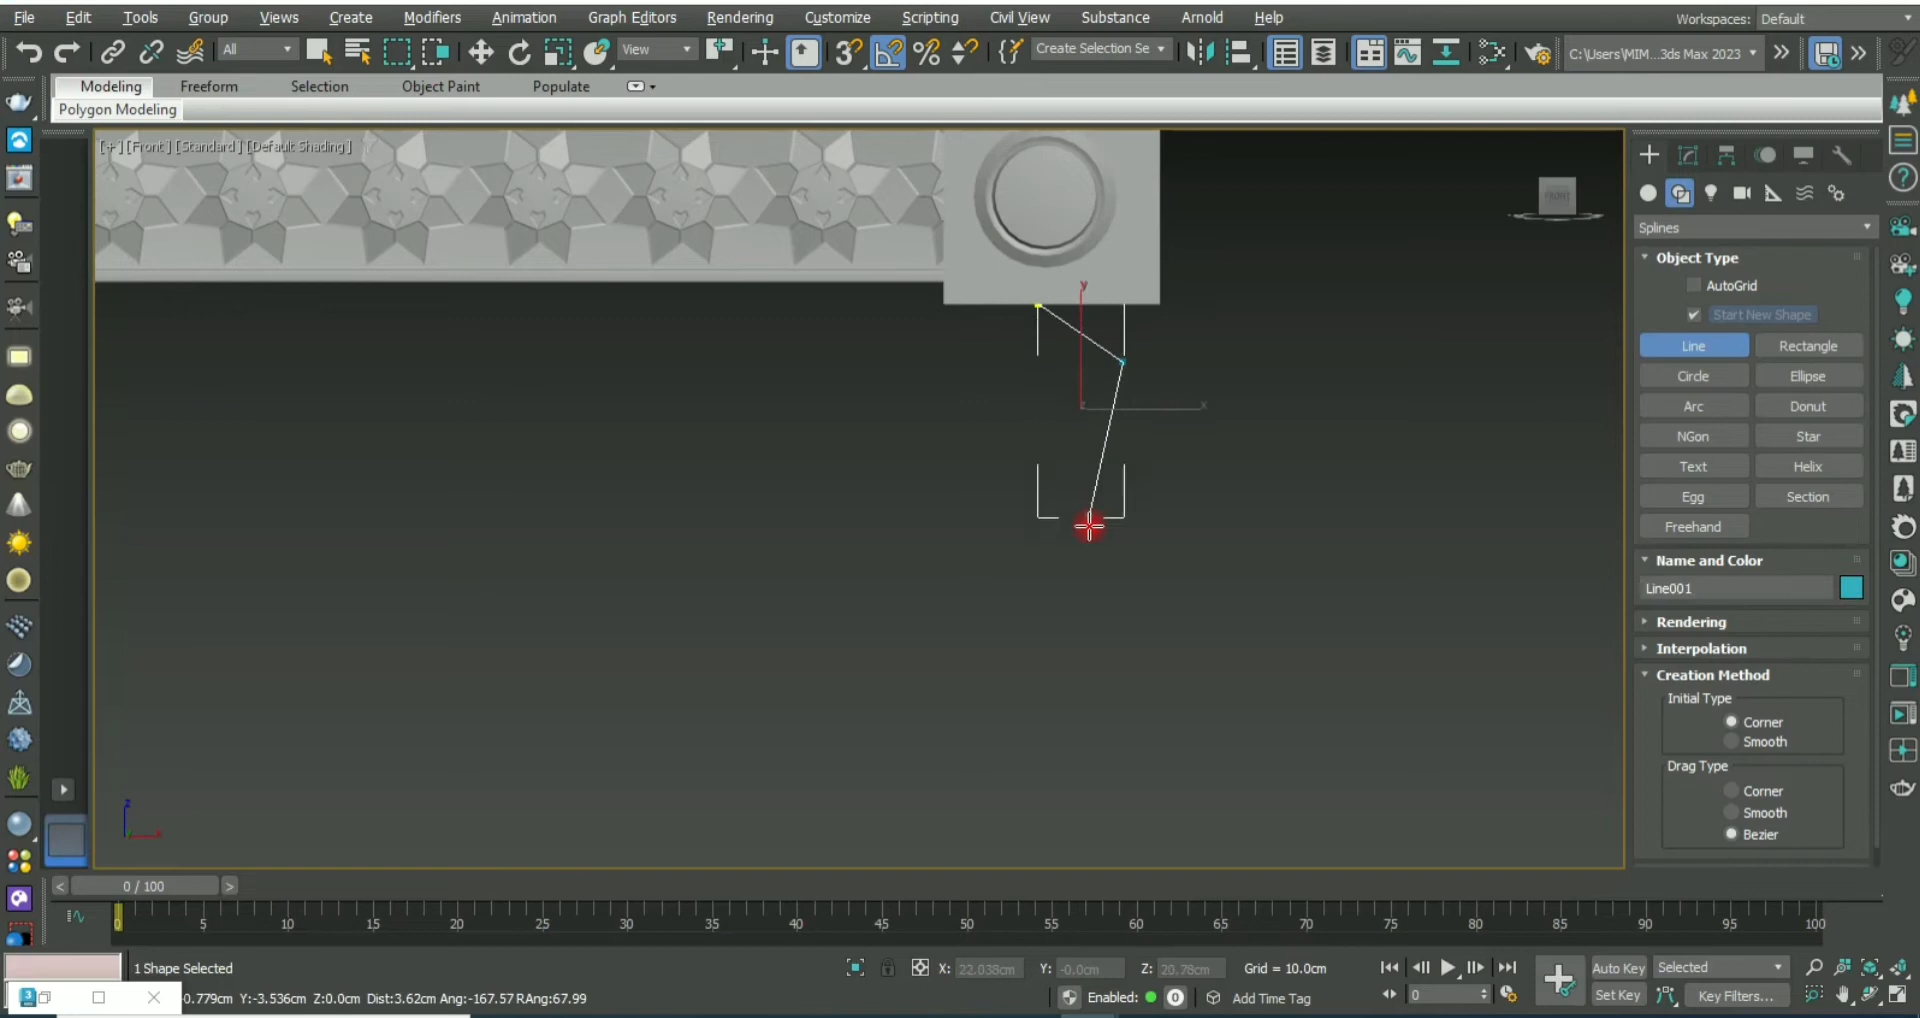 File Edit Tools Group Views Create Modifiers Animation Graph Editors Rendering Customize Scripting Civil View Substance Arnold Help Workspaces: Default
All View Create Selection Se C:\Users\MIM...3ds Max 2023
Modeling Freeform Selection Object Paint Populate
Polygon Modeling
[+] [Front] [Standard] [Default Shading]
FRONT
Splines
Object Type
AutoGrid
Start New Shape
Line Rectangle
Circle Ellipse
Arc Donut
NGon Star
Text Helix
Egg Section
Freehand
Name and Color
Line001
Rendering
Interpolation
Creation Method
Initial Type
Corner
Smooth
Drag Type
Corner
Smooth
Bezier
y
x
z
< 0 / 100 >
0 5 10 15 20 25 30 35 40 45 50 55 60 65 70 75 80 85 90 95 100
1 Shape Selected X: 22.038cm Y: -0.0cm Z: 20.78cm Grid = 10.0cm Auto Key Selected
3 0.779cm Y:-3.536cm Z:0.0cm Dist:3.62cm Ang:-167.57 RAng:67.99 Enabled: 0 Add Time Tag 0 Set Key Key Filters...